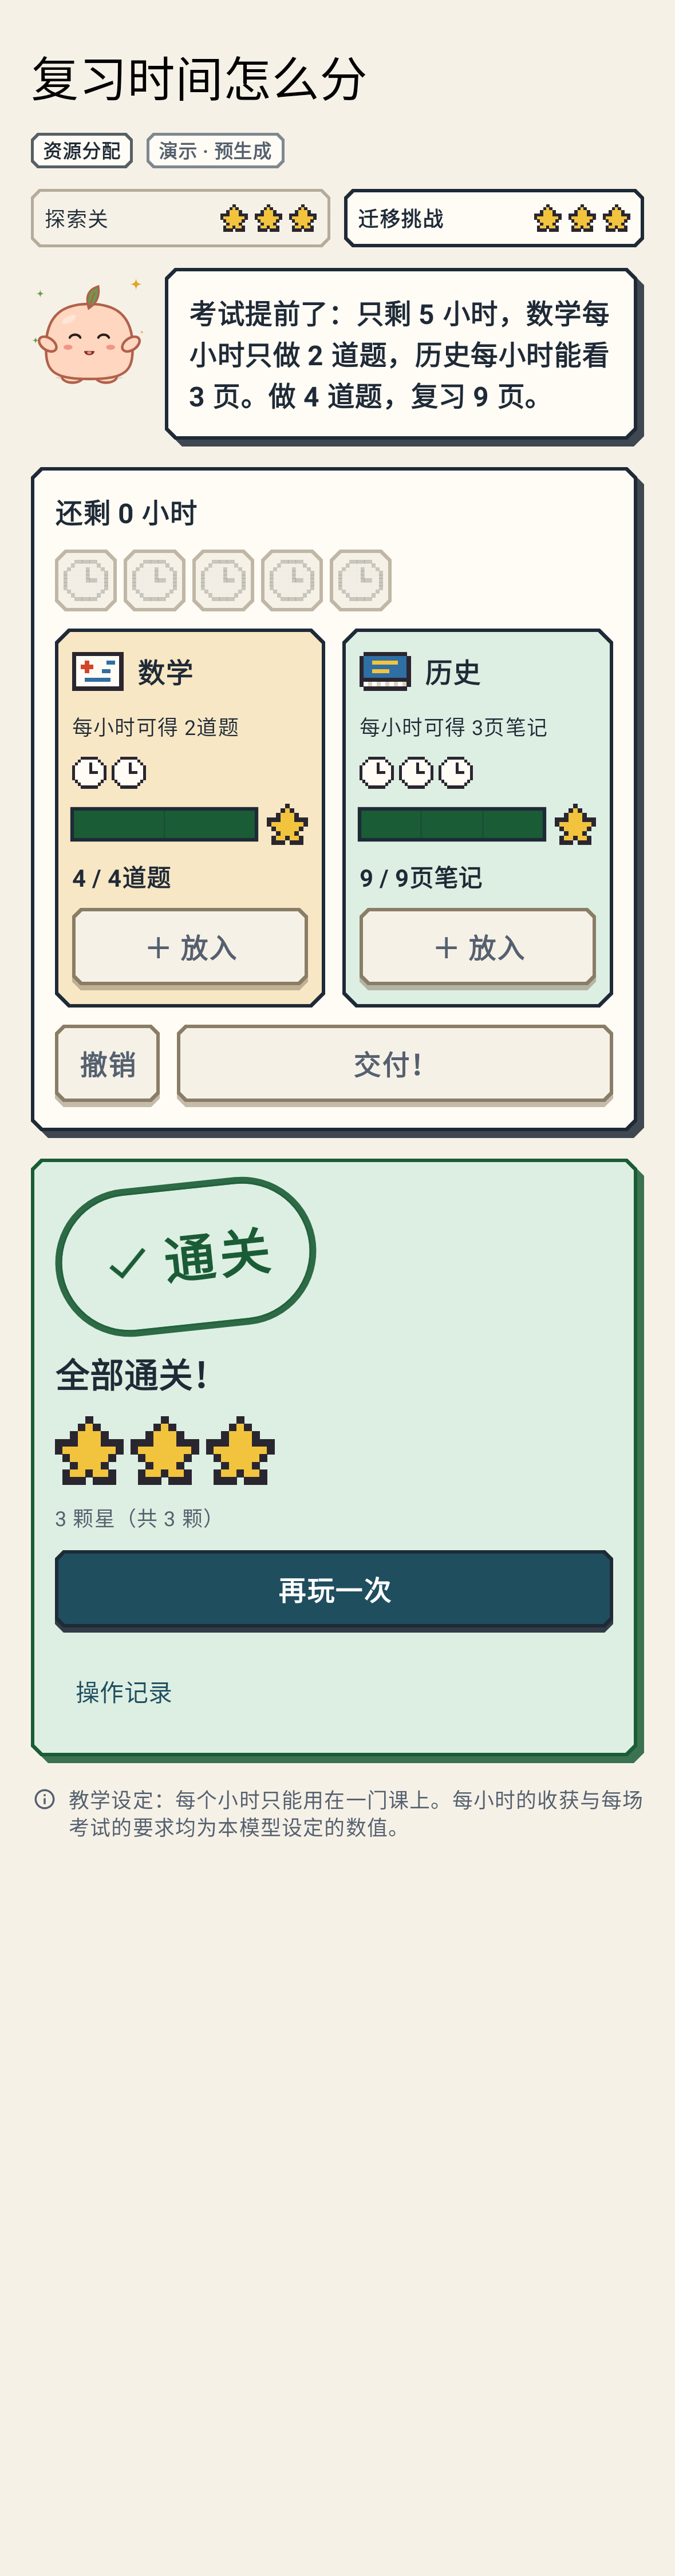 复习时间怎么分
资源分配
演示 · 预生成
探索关
迁移挑战
考试提前了：只剩 5 小时，数学每
小时只做 2 道题，历史每小时能看
3 页。做 4 道题，复习 9 页。
还剩 0 小时
数学
每小时可得 2道题
4 / 4道题
＋ 放入
历史
每小时可得 3页笔记
9 / 9页笔记
＋ 放入
撤销
交付！
✓ 通关
全部通关！
3 颗星（共 3 颗）
再玩一次
操作记录
教学设定：每个小时只能用在一门课上。每小时的收获与每场
考试的要求均为本模型设定的数值。